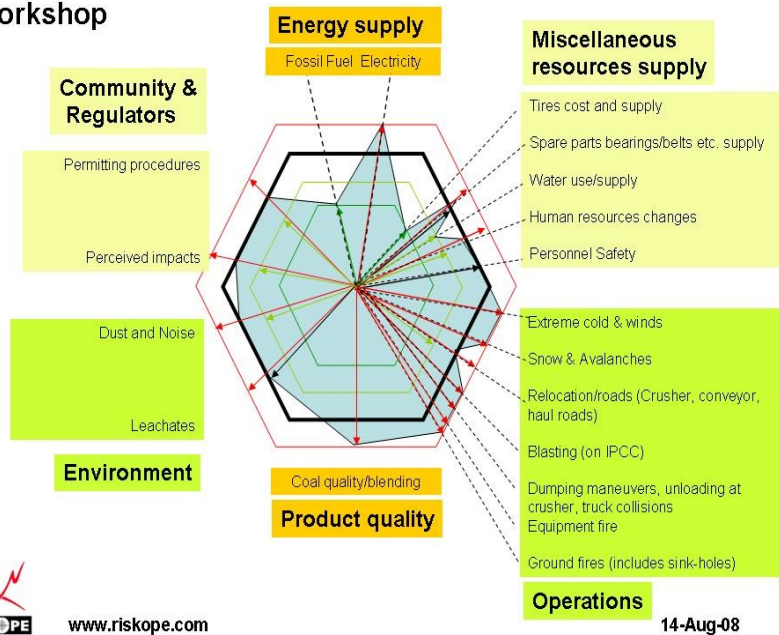 orkshop
Energy supply
Fossil Fuel Electricity
Miscellaneous
resources supply
Community &
Regulators
Tires cost and supply
Permitting procedures
Spare parts bearings/belts etc. supply
Water use/supply
Human resources changes
Perceived impacts
Personnel Safety
Dust and Noise
Extreme cold & winds
Snow & Avalanches
Relocation/roads (Crusher, conveyor,
haul roads)
Leachates
Blasting (on IPCC)
Environment
Coal quality/blending
Dumping maneuvers, unloading at
crusher, truck collisions
Product quality
Equipment fire
Ground fires (includes sink-holes)
Operations
OPE
www.riskope.com
14-Aug-08